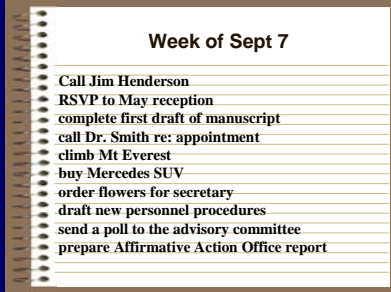 Week of Sept 7
Call Jim Henderson
RSVP to May reception
complete first draft of manuscript
call Dr. Smith re: appointment
climb Mt Everest
buy Mercedes SUV
order flowers for secretary
draft new personnel procedures
send a poll to the advisory committee
prepare Affirmative Action Office report